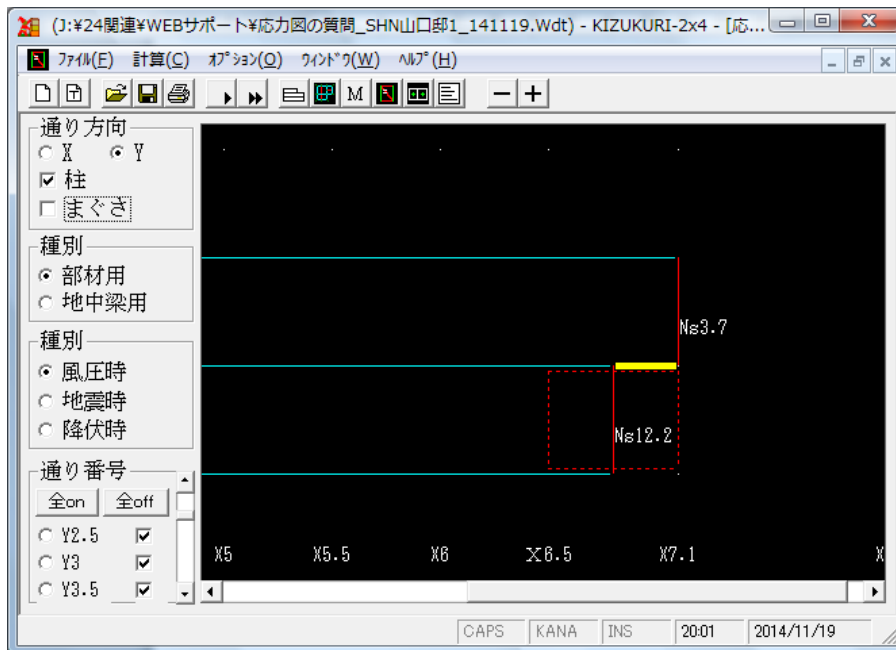 (J:¥24関連¥WEBサポート¥応力図の質問_SHN山口邸1_141119.Wdt) - KIZUKURI-2x4 - [応...
ファイル(F) 計算(C) オプション(O) ウィンドウ(W) ヘルプ(H)
T M
通り方向
X Y
柱
まぐさ
種別
部材用
地中梁用
種別
風圧時
地震時
降伏時
通り番号
全on 全off
Y2.5
Y3
Y3.5
Ns3.7
Ns12.2
X5 X5.5 X6 X6.5 X7.1 X
CAPS KANA INS 20:01 2014/11/19